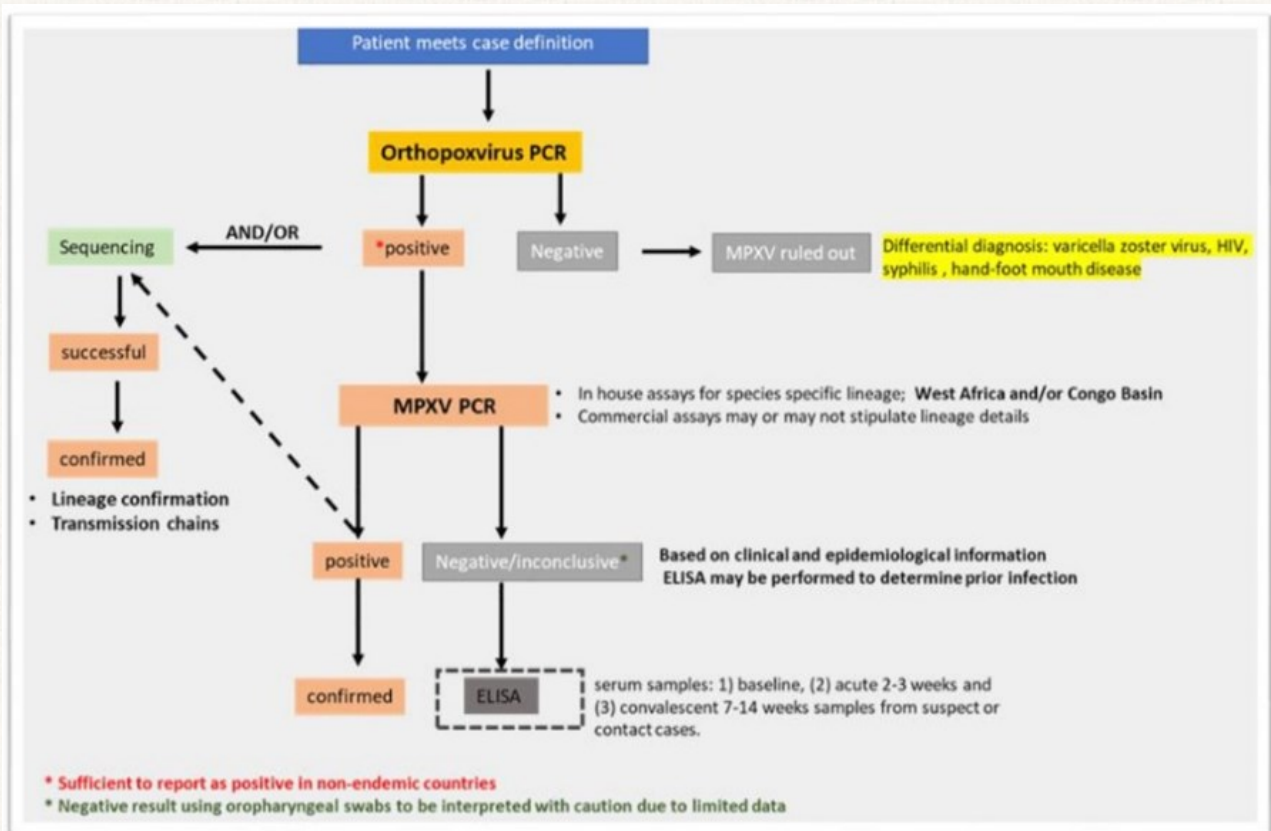 Patient meets case definition
Orthopoxvirus PCR
Sequencing
AND/OR
*positive
Negative
MPXV ruled out
Differential diagnosis: varicella zoster virus, HIV,
syphilis , hand-foot mouth disease
successful
MPXV PCR
• In house assays for species specific lineage; West Africa and/or Congo Basin
• Commercial assays may or may not stipulate lineage details
confirmed
• Lineage confirmation
• Transmission chains
positive
Negative/inconclusive*
Based on clinical and epidemiological information
ELISA may be performed to determine prior infection
confirmed
ELISA
serum samples: 1) baseline, (2) acute 2-3 weeks and
(3) convalescent 7-14 weeks samples from suspect or
contact cases.
* Sufficient to report as positive in non-endemic countries
* Negative result using oropharyngeal swabs to be interpreted with caution due to limited data